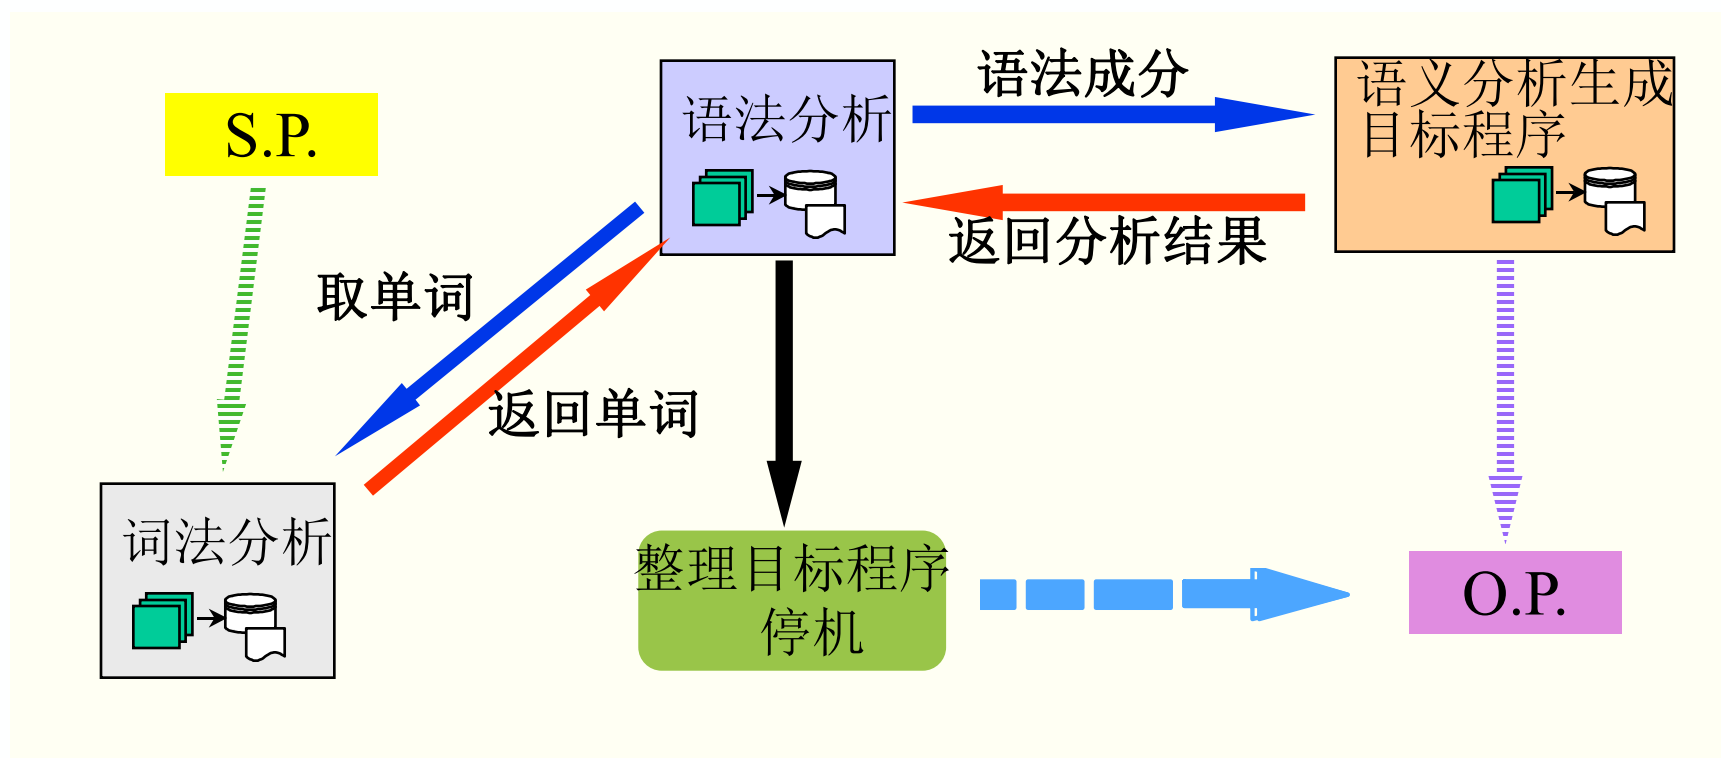 S.P.
语法分析
语法成分
语义分析生成
目标程序
返回分析结果
取单词
返回单词
词法分析
整理目标程序
停机
O.P.